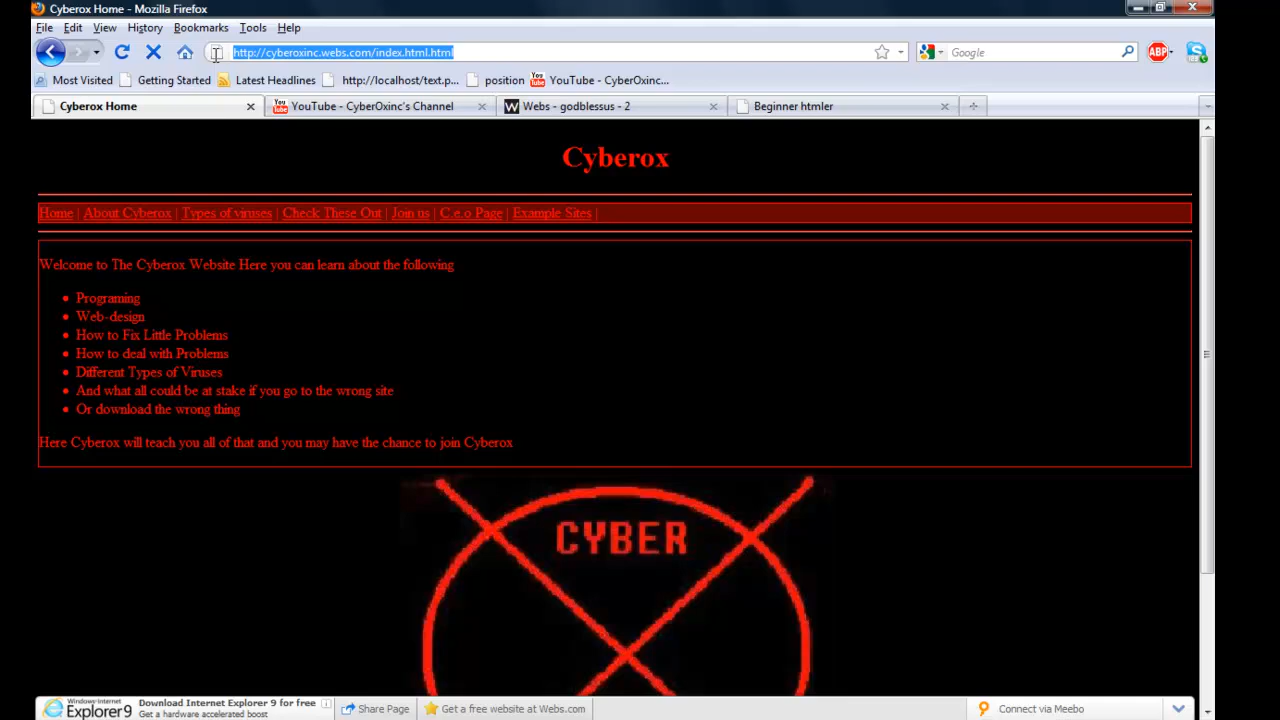 Cyberox Home - Mozilla Firefox
File Edit View History Bookmarks Tools Help
http://cyberoxinc.webs.com/index.html.html Google ABP
Most Visited Getting Started Latest Headlines http://localhost/text.p... position YouTube - CyberOxinc...
Cyberox Home YouTube - CyberOxinc's Channel Webs - godblessus - 2 Beginner htmler
Cyberox
Home | About Cyberox | Types of viruses | Check These Out | Join us | C.e.o Page | Example Sites |
Welcome to The Cyberox Website Here you can learn about the following
• Programing
• Web-design
• How to Fix Little Problems
• How to deal with Problems
• Different Types of Viruses
• And what all could be at stake if you go to the wrong site
• Or download the wrong thing
Here Cyberox will teach you all of that and you may have the chance to join Cyberox
CYBER
Windows Internet Explorer 9 Download Internet Explorer 9 for free Share Page Get a free website at Webs.com Connect via Meebo
Get a hardware accelerated boost